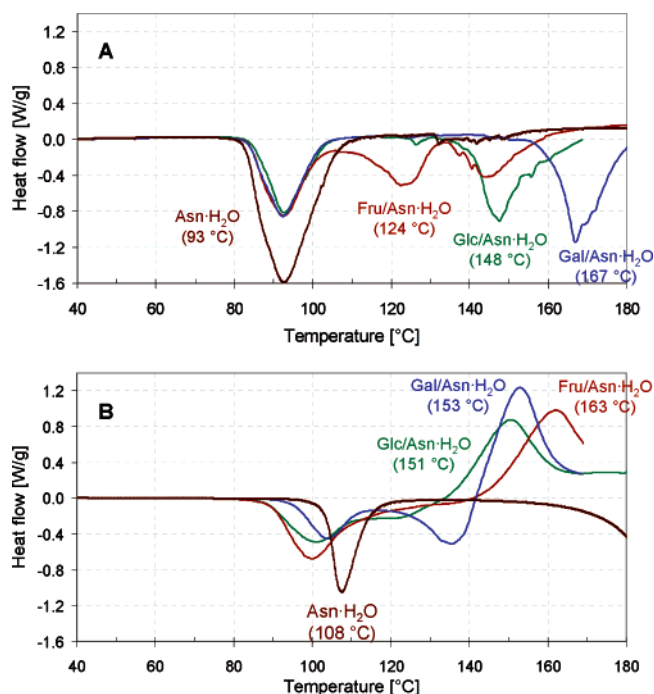 A
Heat flow [W/g]
1.2
0.8
0.4
0.0
-0.4
-0.8
-1.2
-1.6
Asn·H₂O
(93 °C)
Fru/Asn·H₂O
(124 °C)
Glc/Asn·H₂O
(148 °C)
Gal/Asn·H₂O
(167 °C)
40 60 80 100 120 140 160 180
Temperature [°C]
B
Heat flow [W/g]
1.2
0.8
0.4
0.0
-0.4
-0.8
-1.2
-1.6
Gal/Asn·H₂O
(153 °C)
Fru/Asn·H₂O
(163 °C)
Glc/Asn·H₂O
(151 °C)
Asn·H₂O
(108 °C)
40 60 80 100 120 140 160 180
Temperature [°C]